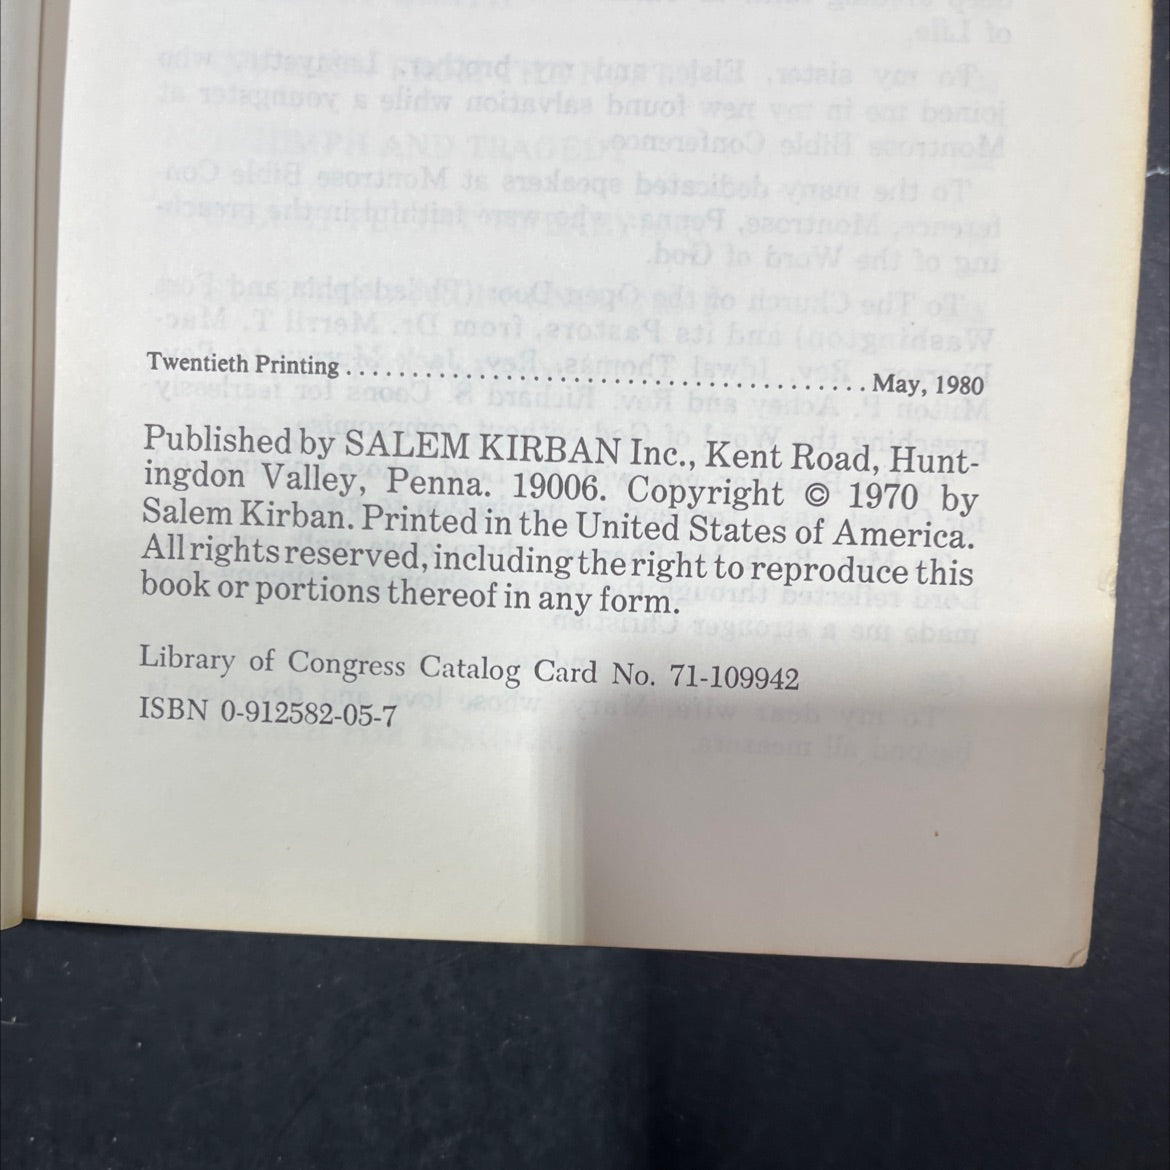 Twentieth Printing ........................................ May, 1980
Published by SALEM KIRBAN Inc., Kent Road, Hunt-
ingdon Valley, Penna. 19006. Copyright © 1970 by
Salem Kirban. Printed in the United States of America.
All rights reserved, including the right to reproduce this
book or portions thereof in any form.
Library of Congress Catalog Card No. 71-109942
ISBN 0-912582-05-7